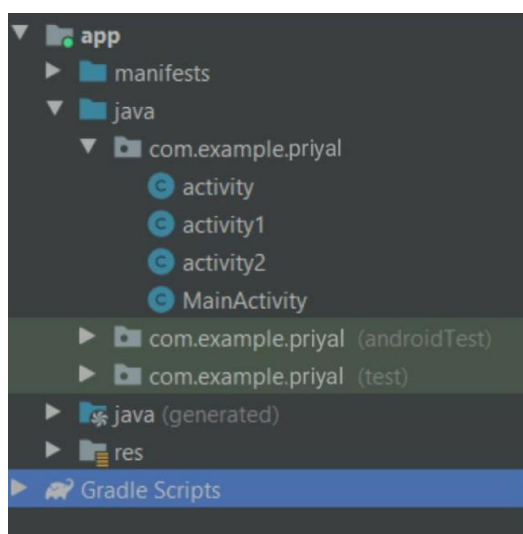 app
manifests
java
com.example.priyal
activity
activity1
activity2
MainActivity
com.example.priyal (androidTest)
com.example.priyal (test)
java (generated)
res
Gradle Scripts